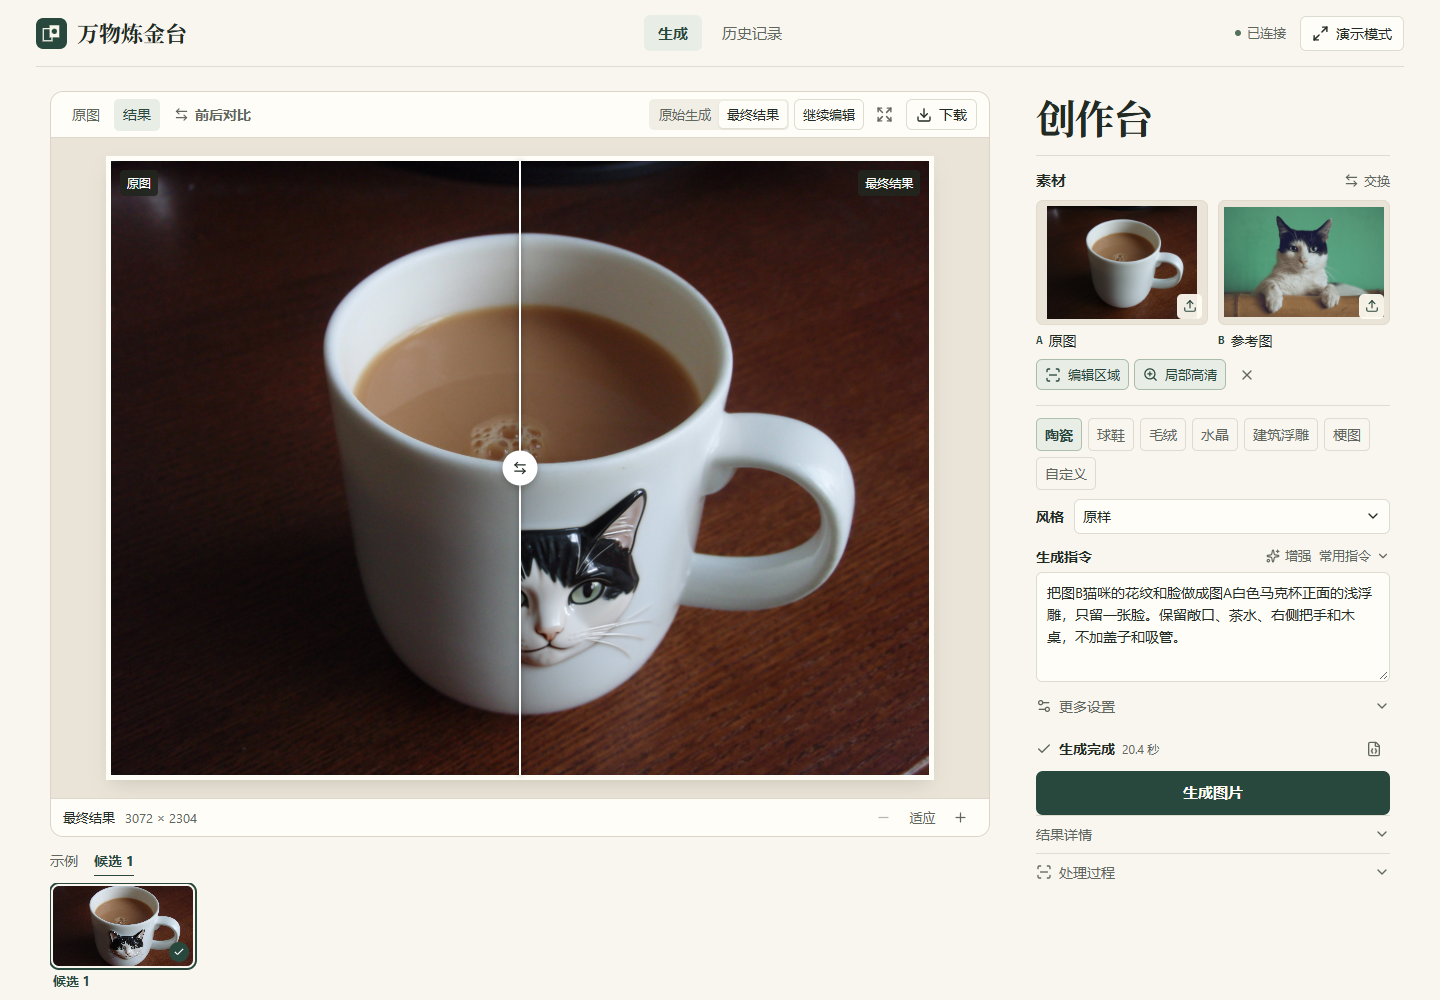 万物炼金台
生成
历史记录
已连接
演示模式
原图
结果
前后对比
原始生成
最终结果
继续编辑
下载
原图
最终结果
最终结果 3072 × 2304
适应
示例
候选 1
候选 1
创作台
素材
交换
A 原图
B 参考图
编辑区域
局部高清
陶瓷
球鞋
毛绒
水晶
建筑浮雕
梗图
自定义
风格
原样
生成指令
增强
常用指令
把图B猫咪的花纹和脸做成图A白色马克杯正面的浅浮
雕，只留一张脸。保留敞口、茶水、右侧把手和木
桌，不加盖子和吸管。
更多设置
生成完成 20.4 秒
生成图片
结果详情
处理过程